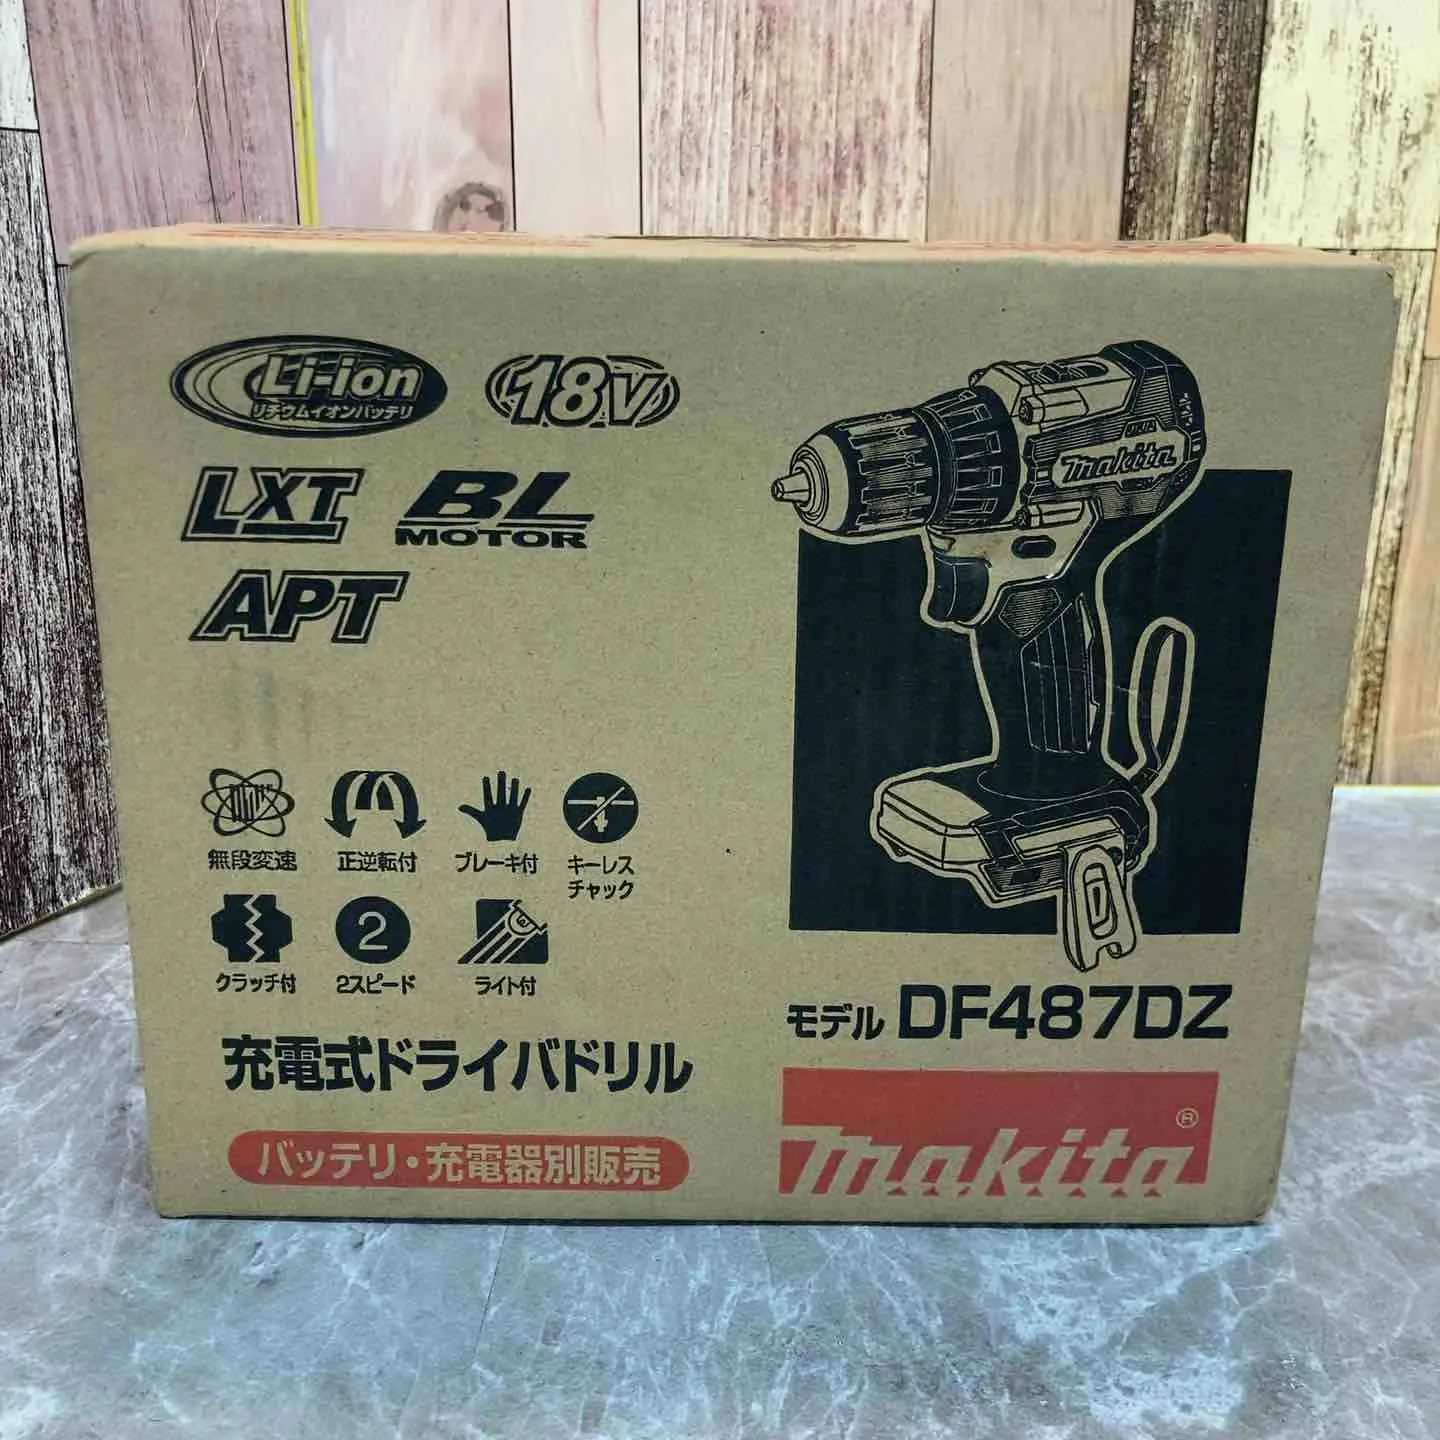 Li-ion
リチウムイオンバッテリ
18V
LXT
BL
MOTOR
APT
makita
無段変速
正逆転付
ブレーキ付
キーレス
チャック
クラッチ付
2
2スピード
ライト付
充電式ドライバドリル
バッテリ・充電器別販売
モデル DF487DZ
makita®